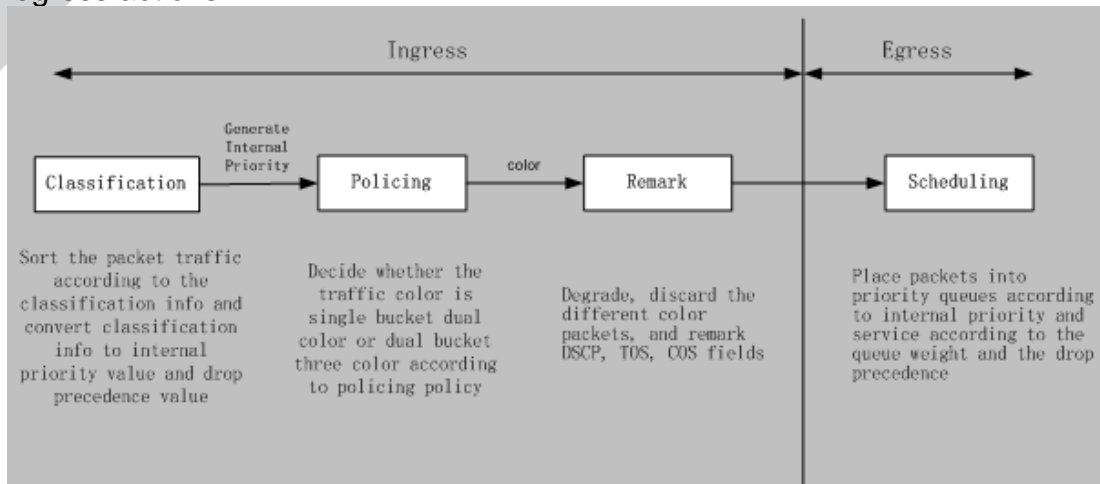 Ingress
Egress
Generate
Internal
Priority
color
Classification
Policing
Remark
Scheduling
Sort the packet traffic
according to the
classification info and
convert classification
info to internal
priority value and drop
precedence value
Decide whether the
traffic color is
single bucket dual
color or dual bucket
three color according
to policing policy
Degrade, discard the
different color
packets, and remark
DSCP, TOS, COS fields
Place packets into
priority queues according
to internal priority and
service according to the
queue weight and the drop
precedence